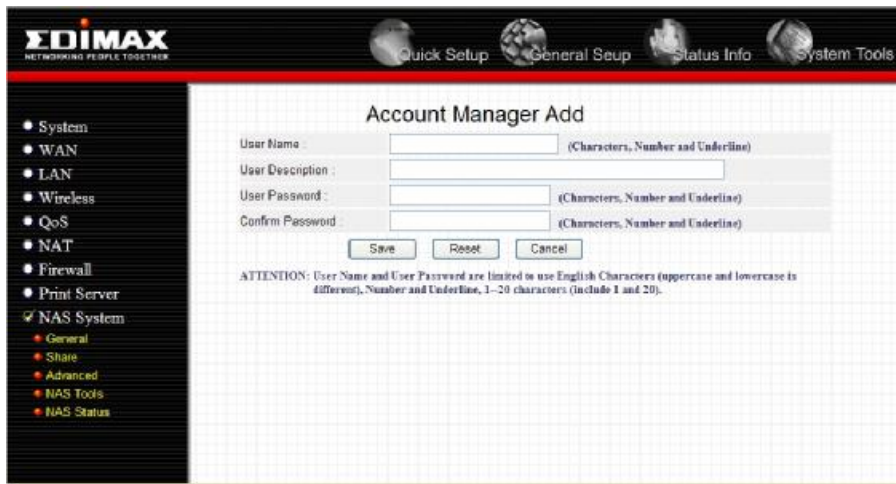 EDIMAX
NETWORKING PEOPLE TOGETHER
Quick Setup
General Seup
Status Info
System Tools
System
WAN
LAN
Wireless
QoS
NAT
Firewall
Print Server
NAS System
General
Share
Advanced
NAS Tools
NAS Status
Account Manager Add
User Name : (Characters, Number and Underline)
User Description :
User Password : (Characters, Number and Underline)
Confirm Password : (Characters, Number and Underline)
Save Reset Cancel
ATTENTION: User Name and User Password are limited to use English Characters (uppercase and lowercase is
different), Number and Underline, 1--20 characters (include 1 and 20).